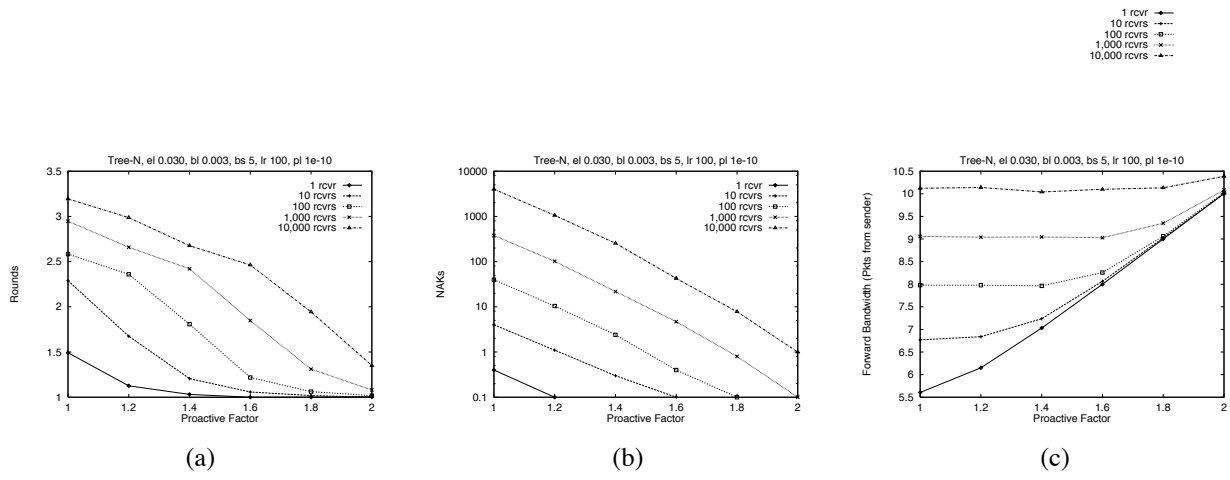 1 rcvr
10 rcvrs
100 rcvrs
1,000 rcvrs
10,000 rcvrs
Tree-N, el 0.030, bl 0.003, bs 5, lr 100, pl 1e-10
3.5
3
2.5
2
1.5
1
Rounds
1 rcvr
10 rcvrs
100 rcvrs
1,000 rcvrs
10,000 rcvrs
1 1.2 1.4 1.6 1.8 2
Proactive Factor
(a)
Tree-N, el 0.030, bl 0.003, bs 5, lr 100, pl 1e-10
10000
1000
100
10
1
0.1
NAKs
1 rcvr
10 rcvrs
100 rcvrs
1,000 rcvrs
10,000 rcvrs
1 1.2 1.4 1.6 1.8 2
Proactive Factor
(b)
Tree-N, el 0.030, bl 0.003, bs 5, lr 100, pl 1e-10
10.5
10
9.5
9
8.5
8
7.5
7
6.5
6
5.5
Forward Bandwidth (Pkts from sender)
1 1.2 1.4 1.6 1.8 2
Proactive Factor
(c)